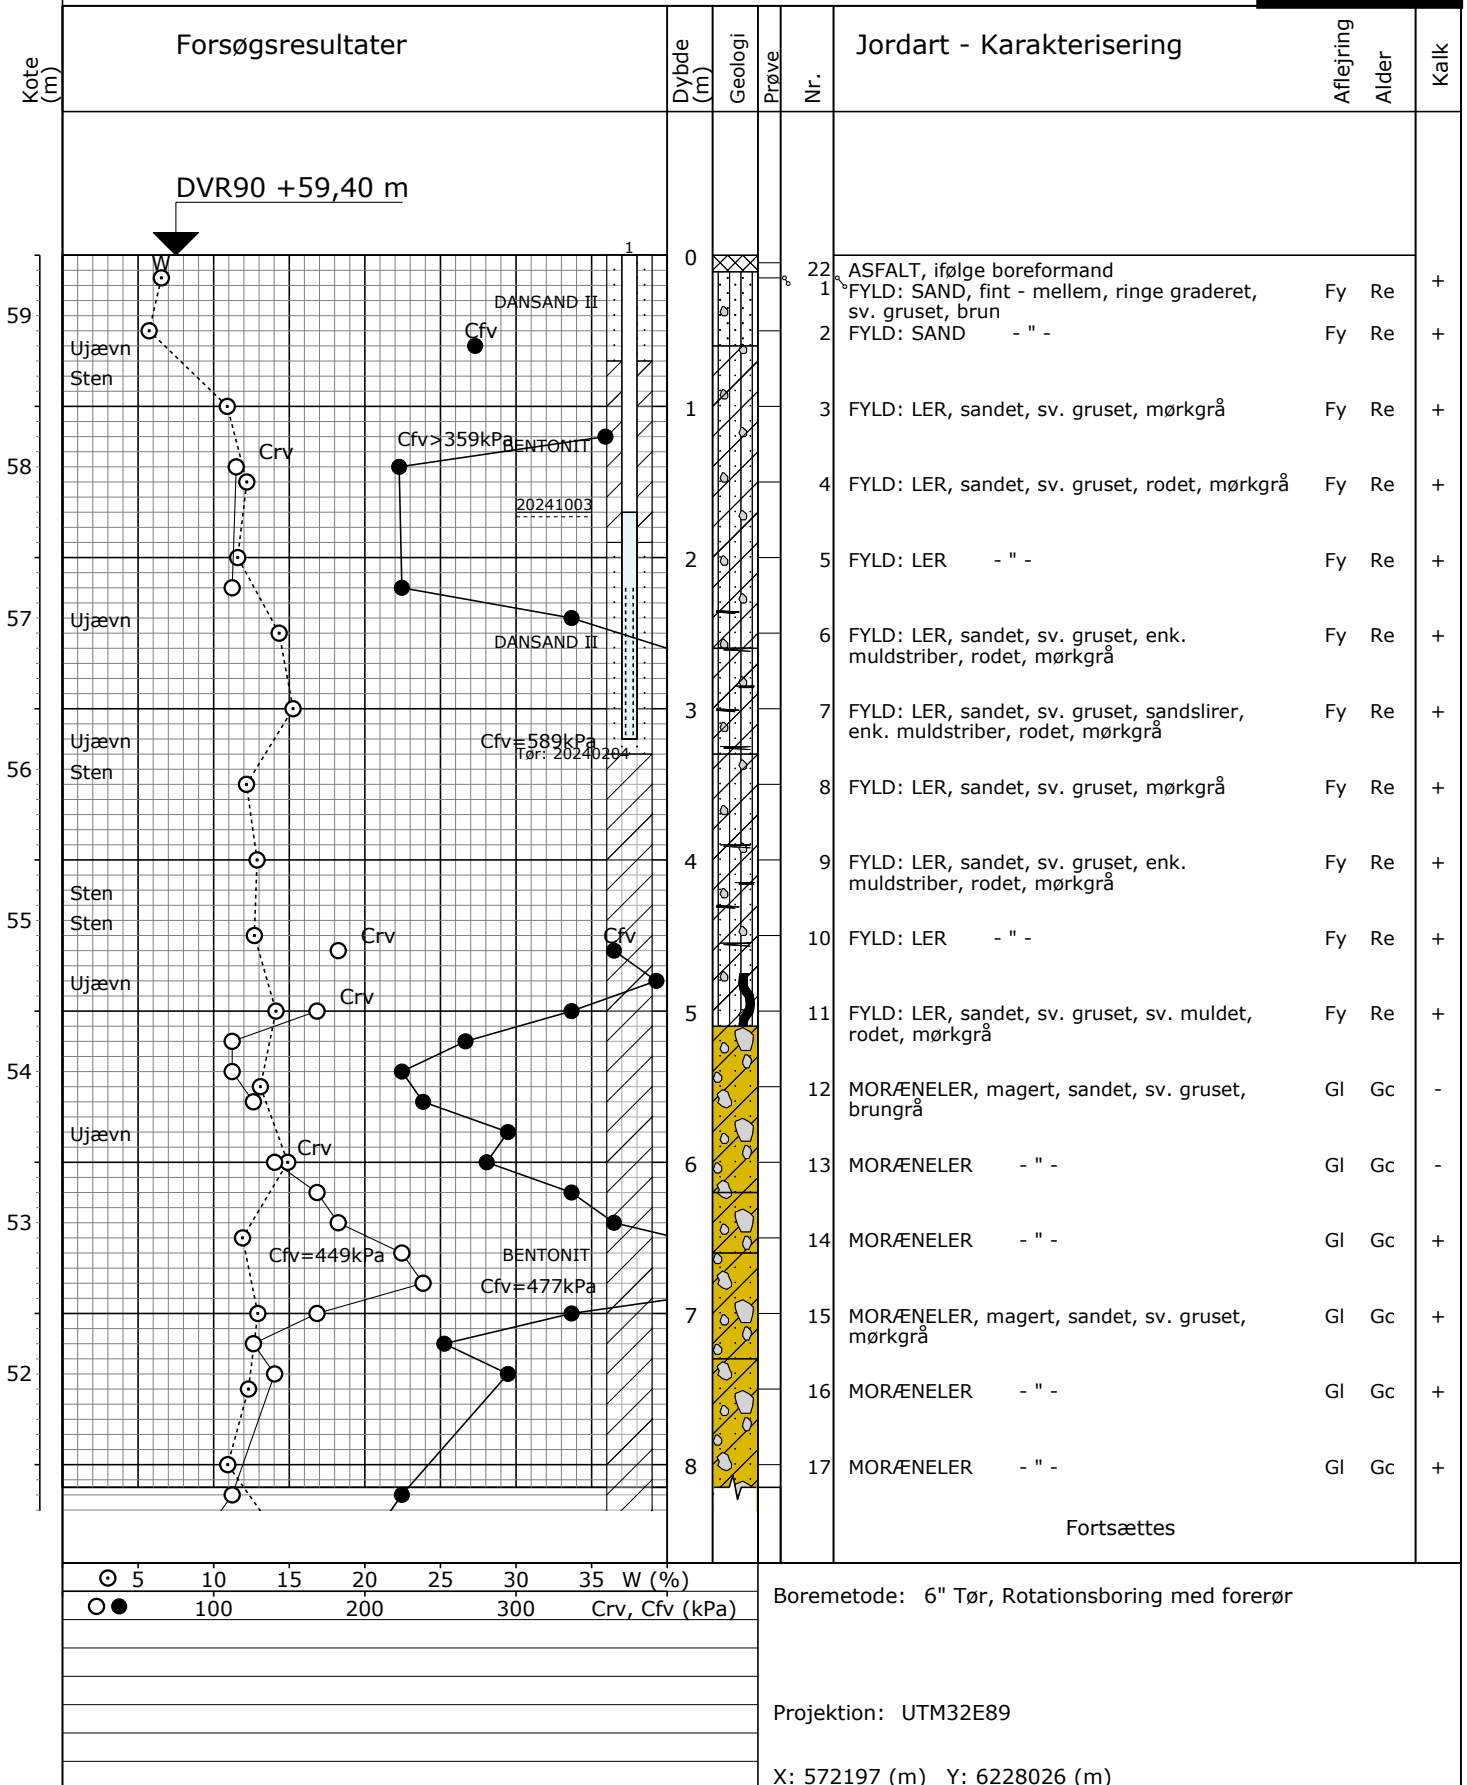 Kote (m)
Forsøgsresultater
Dybde (m)
Geologi
Prøve
Nr.
Jordart - Karakterisering
Aflejring
Alder
Kalk
DVR90 +59,40 m
1
W
0
22 ASFALT, ifølge boreformand +
DANSAND II
1 FYLD: SAND, fint - mellem, ringe graderet, Fy Re
sv. gruset, brun
59
Cfv
2 FYLD: SAND - " - Fy Re +
Ujævn
Sten
1
3 FYLD: LER, sandet, sv. gruset, mørkgrå Fy Re +
Cfv>359kPa
BENTONIT
Crv
58
4 FYLD: LER, sandet, sv. gruset, rodet, mørkgrå Fy Re +
20241003
2
5 FYLD: LER - " - Fy Re +
57
Ujævn
DANSAND II
6 FYLD: LER, sandet, sv. gruset, enk. Fy Re +
muldstriber, rodet, mørkgrå
3
7 FYLD: LER, sandet, sv. gruset, sandslirer, Fy Re +
enk. muldstriber, rodet, mørkgrå
Ujævn
Cfv=589kPa
Tør: 20240204
56
Sten
8 FYLD: LER, sandet, sv. gruset, mørkgrå Fy Re +
4
9 FYLD: LER, sandet, sv. gruset, enk. Fy Re +
muldstriber, rodet, mørkgrå
Sten
55
Sten
Crv
Cfv
10 FYLD: LER - " - Fy Re +
Ujævn
Crv
5
11 FYLD: LER, sandet, sv. gruset, sv. muldet, Fy Re +
rodet, mørkgrå
54
12 MORÆNELER, magert, sandet, sv. gruset, Gl Gc -
brungrå
Ujævn
Crv
6
13 MORÆNELER - " - Gl Gc -
53
14 MORÆNELER - " - Gl Gc +
Cfv=449kPa
BENTONIT
Cfv=477kPa
7
15 MORÆNELER, magert, sandet, sv. gruset, Gl Gc +
mørkgrå
52
16 MORÆNELER - " - Gl Gc +
8
17 MORÆNELER - " - Gl Gc +
Fortsættes
5 10 15 20 25 30 35 W (%)
100 200 300 Crv, Cfv (kPa)
Boremetode: 6" Tør, Rotationsboring med forerør
Projektion: UTM32E89
X: 572197 (m) Y: 6228026 (m)